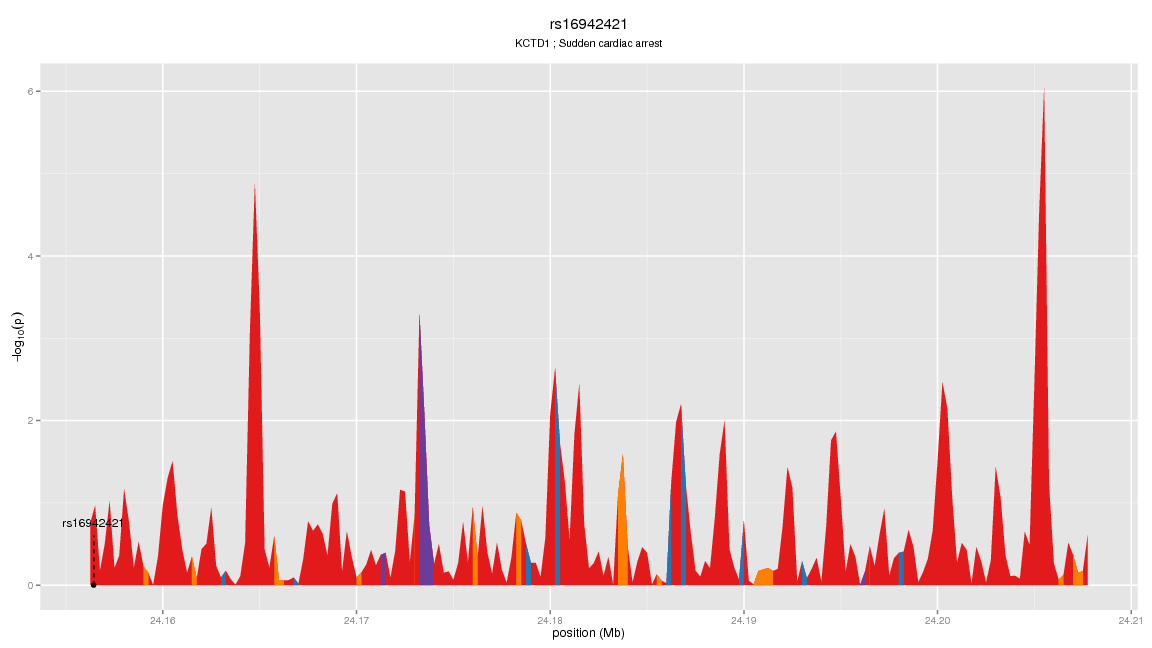 rs16942421
KCTD1 ; Sudden cardiac arrest
6
4
2
0
−log10(p)
rs16942421
24.16 24.17 24.18 24.19 24.20 24.21
position (Mb)